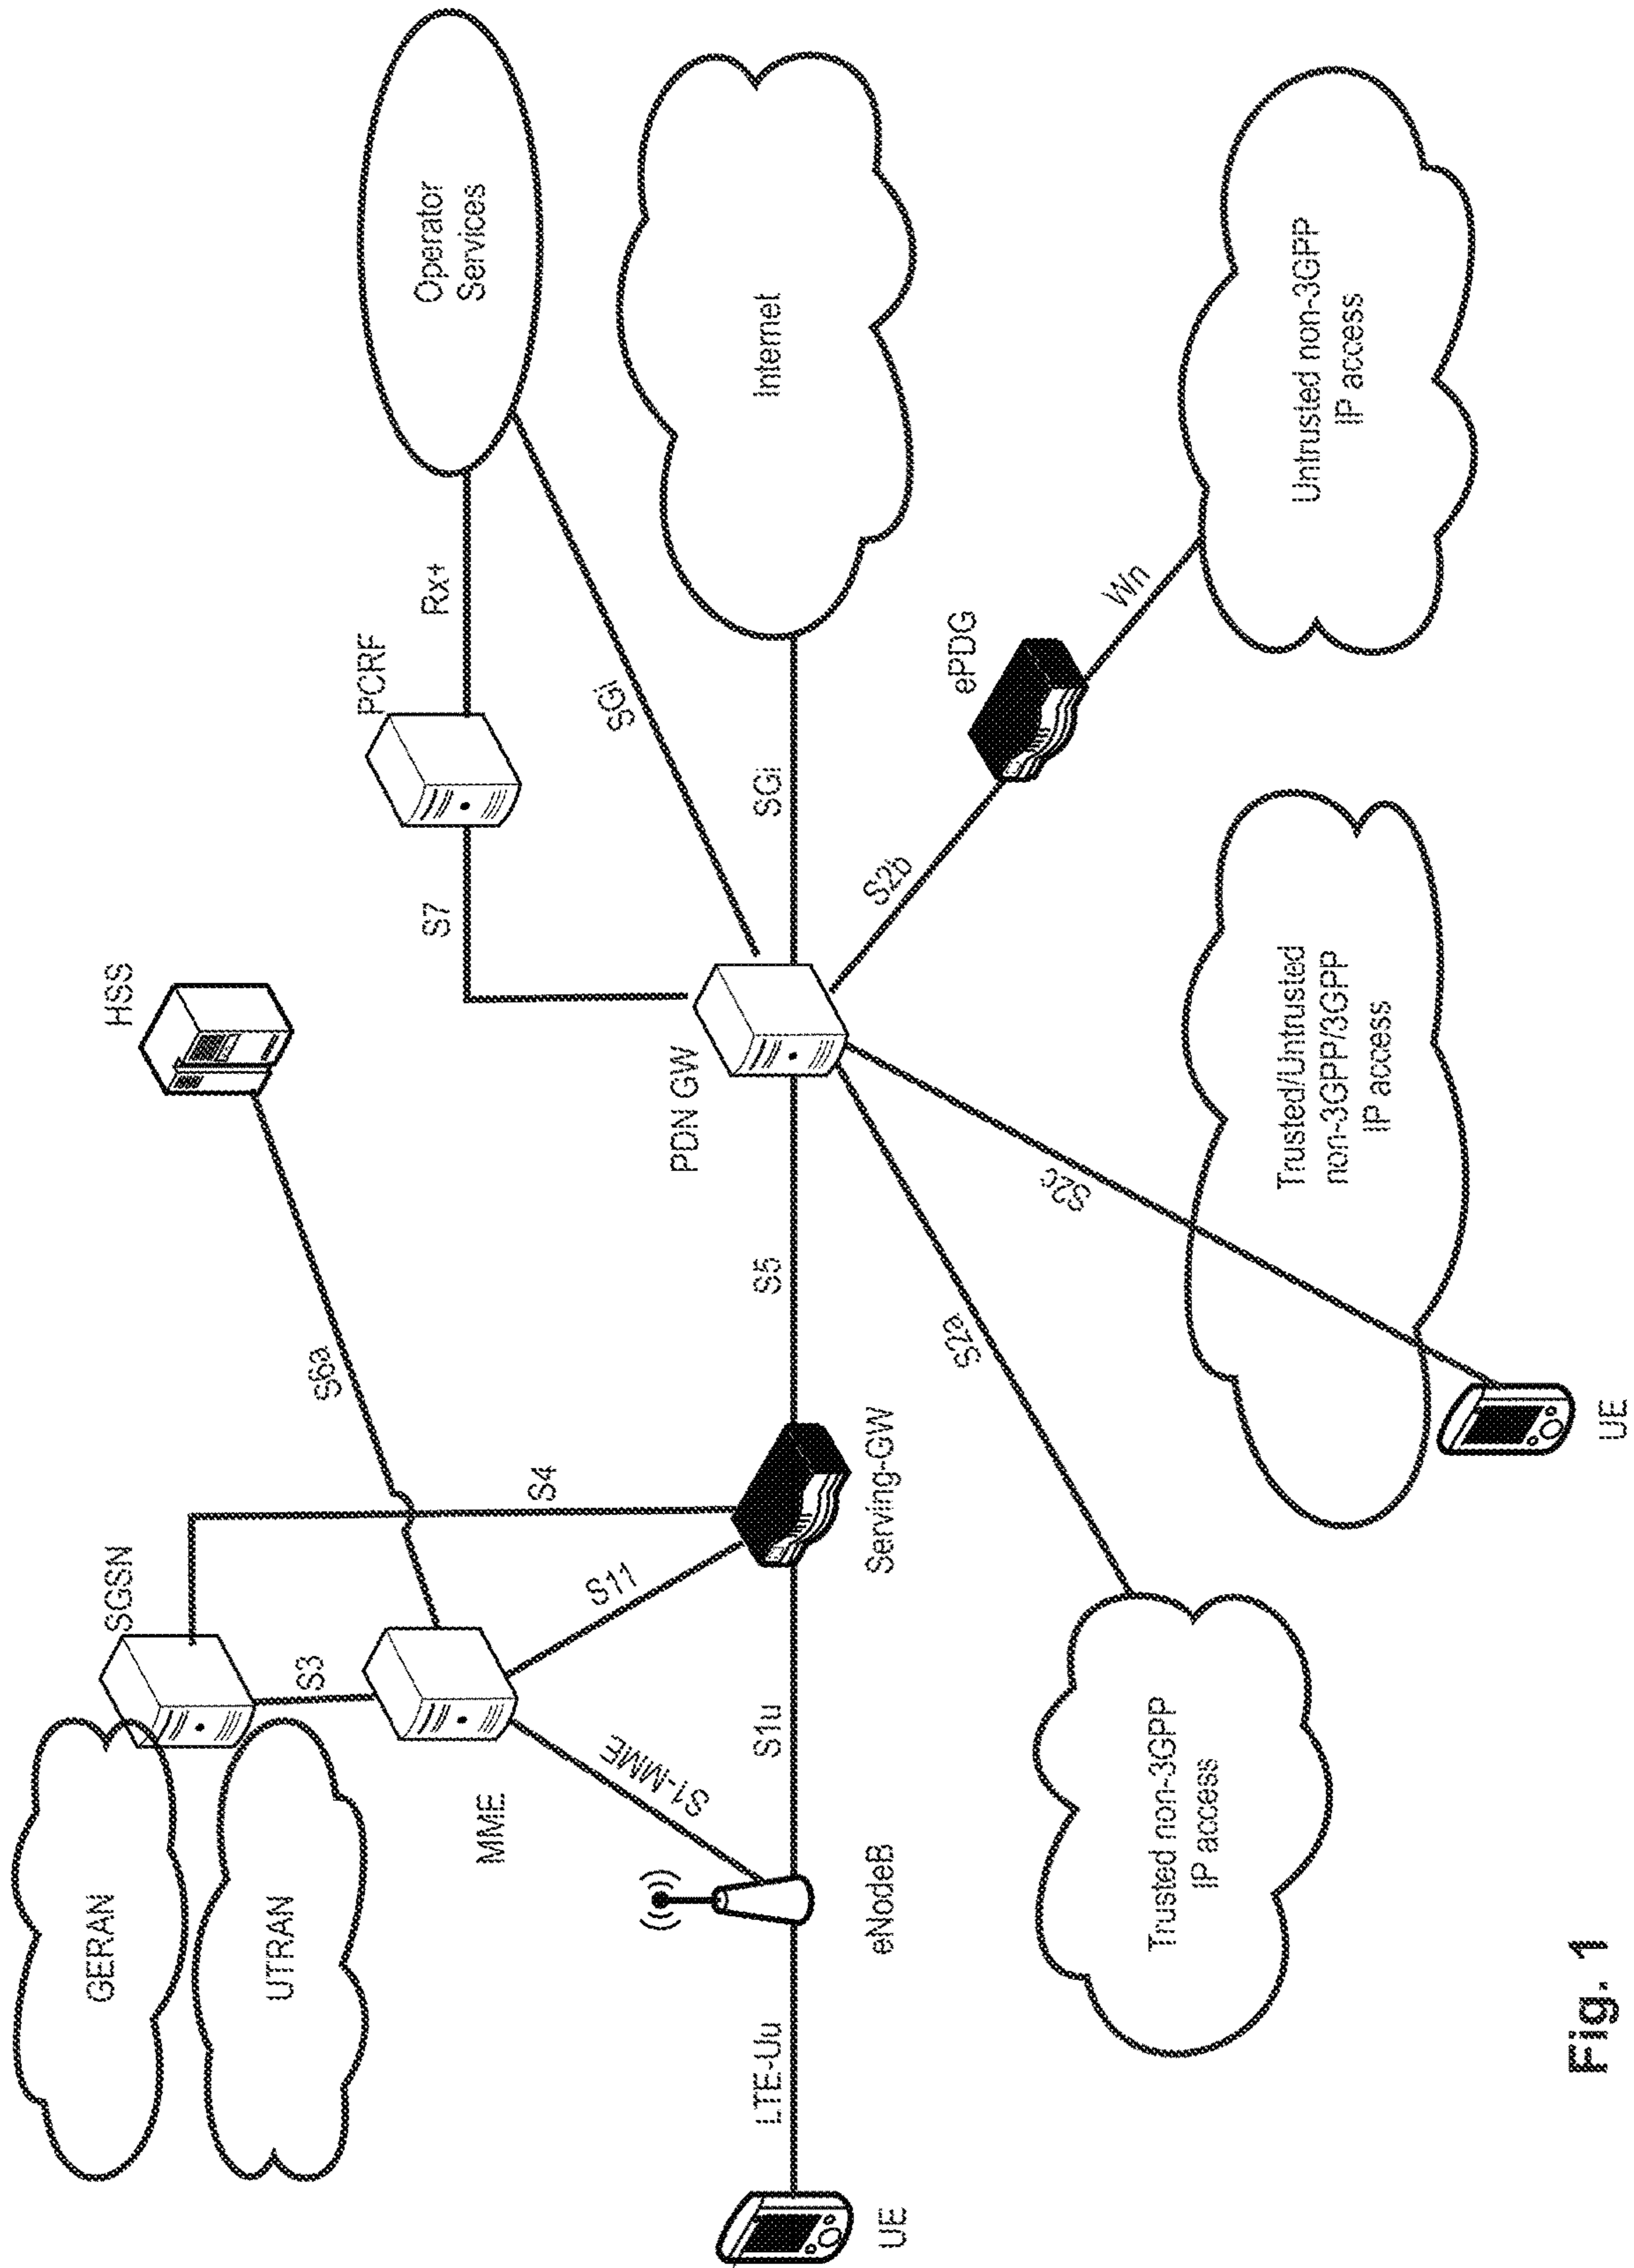 HSS
SGSN
GERAN
UTRAN
S3
S6a
PCRF
S7
Rx+
Operator
Services
MME
S4
S11
S1-MME
SGi
PDN GW
LTE-Uu
S1u
S5
SGi
Internet
UE
eNodeB
Serving-GW
S2b
ePDG
S2a
S2c
Wn
Trusted non-3GPP
IP access
Trusted/Untrusted
non-3GPP/3GPP
IP access
Untrusted non-3GPP
IP access
UE
Fig. 1